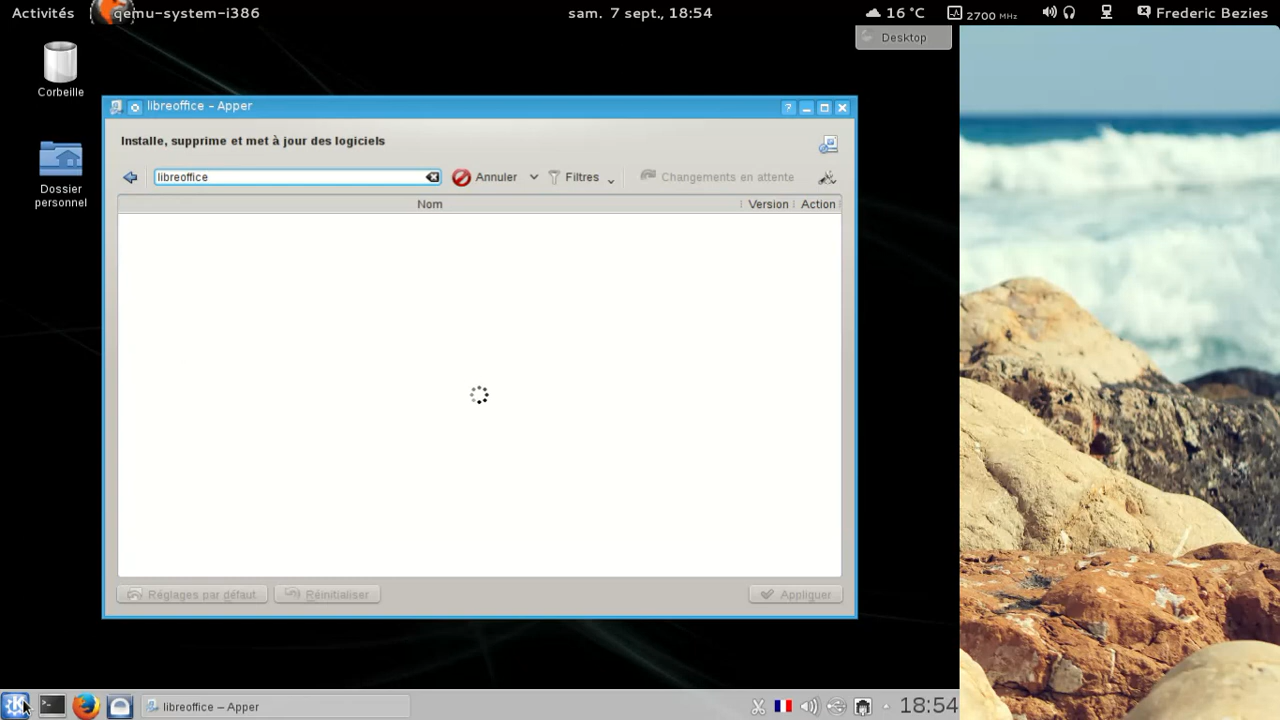 Activités qemu-system-i386 sam. 7 sept., 18:54 16 °C 2700 MHz Frederic Bezies
Desktop
Corbeille
Dossier
personnel
libreoffice – Apper
Installe, supprime et met à jour des logiciels
libreoffice Annuler Filtres Changements en attente
Nom Version Action
Réglages par défaut Réinitialiser Appliquer
libreoffice – Apper 18:54